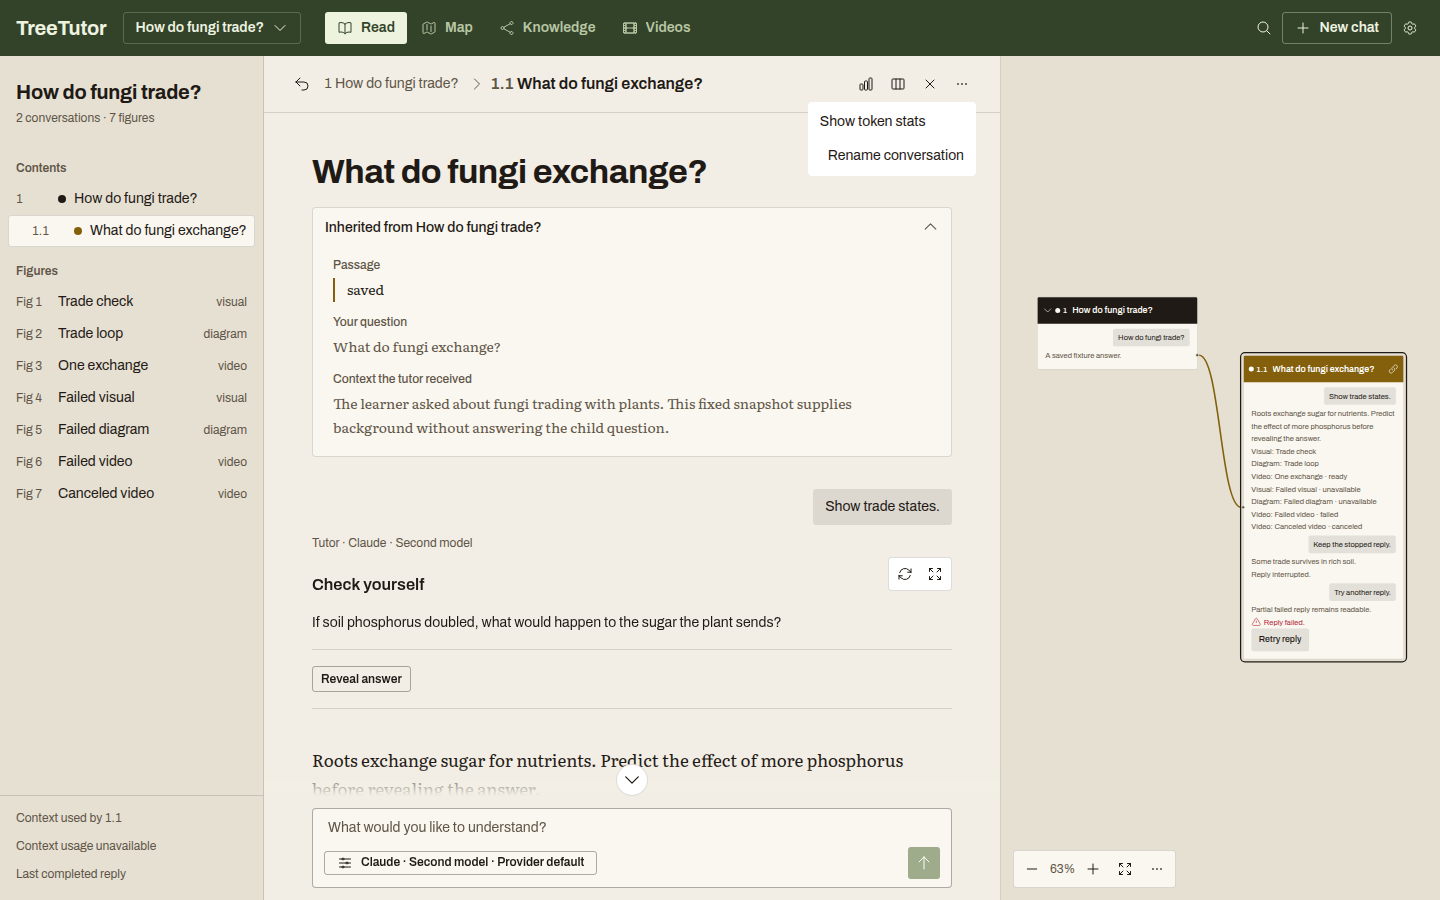 TreeTutor
How do fungi trade?
Read
Map
Knowledge
Videos
New chat
How do fungi trade?
2 conversations · 7 figures
Contents
1 How do fungi trade?
1.1 What do fungi exchange?
Figures
Fig 1 Trade check visual
Fig 2 Trade loop diagram
Fig 3 One exchange video
Fig 4 Failed visual visual
Fig 5 Failed diagram diagram
Fig 6 Failed video video
Fig 7 Canceled video video
Context used by 1.1
Context usage unavailable
Last completed reply
1 How do fungi trade? 1.1 What do fungi exchange?
Show token stats
Rename conversation
What do fungi exchange?
Inherited from How do fungi trade?
Passage
saved
Your question
What do fungi exchange?
Context the tutor received
The learner asked about fungi trading with plants. This fixed snapshot supplies
background without answering the child question.
Show trade states.
Tutor · Claude · Second model
Check yourself
If soil phosphorus doubled, what would happen to the sugar the plant sends?
Reveal answer
Roots exchange sugar for nutrients. Predict the effect of more phosphorus
before revealing the answer.
What would you like to understand?
Claude · Second model · Provider default
1 How do fungi trade?
How do fungi trade?
A saved fixture answer.
1.1 What do fungi exchange?
Show trade states.
Roots exchange sugar for nutrients. Predict
the effect of more phosphorus before
revealing the answer.
Visual: Trade check
Diagram: Trade loop
Video: One exchange · ready
Visual: Failed visual · unavailable
Diagram: Failed diagram · unavailable
Video: Failed video · failed
Video: Canceled video · canceled
Keep the stopped reply.
Some trade survives in rich soil.
Reply interrupted.
Try another reply.
Partial failed reply remains readable.
Reply failed.
Retry reply
63%